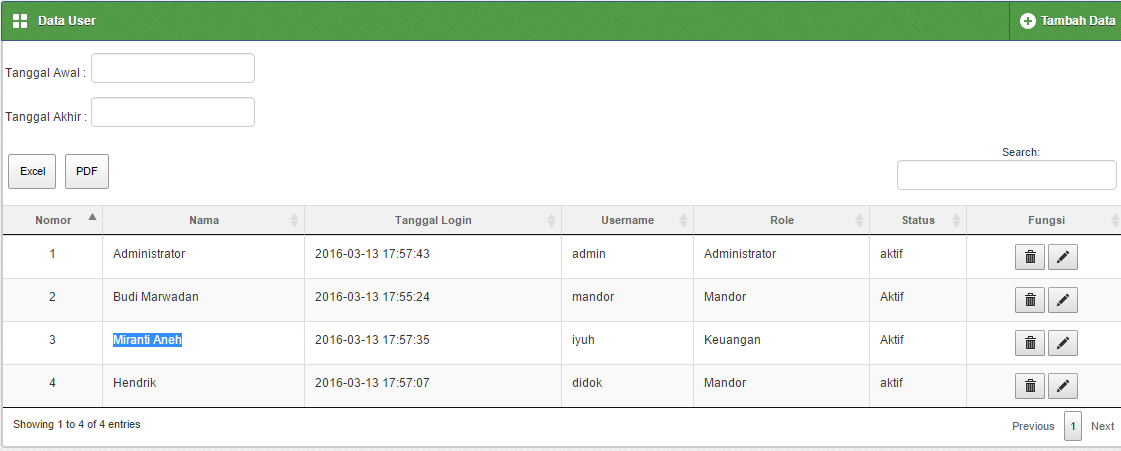 Data User Tambah Data
Tanggal Awal :
Tanggal Akhir :
Search:
Excel PDF
Nomor Nama Tanggal Login Username Role Status Fungsi
1 Administrator 2016-03-13 17:57:43 admin Administrator aktif
2 Budi Marwadan 2016-03-13 17:55:24 mandor Mandor Aktif
3 Miranti Aneh 2016-03-13 17:57:35 iyuh Keuangan Aktif
4 Hendrik 2016-03-13 17:57:07 didok Mandor aktif
Showing 1 to 4 of 4 entries Previous 1 Next